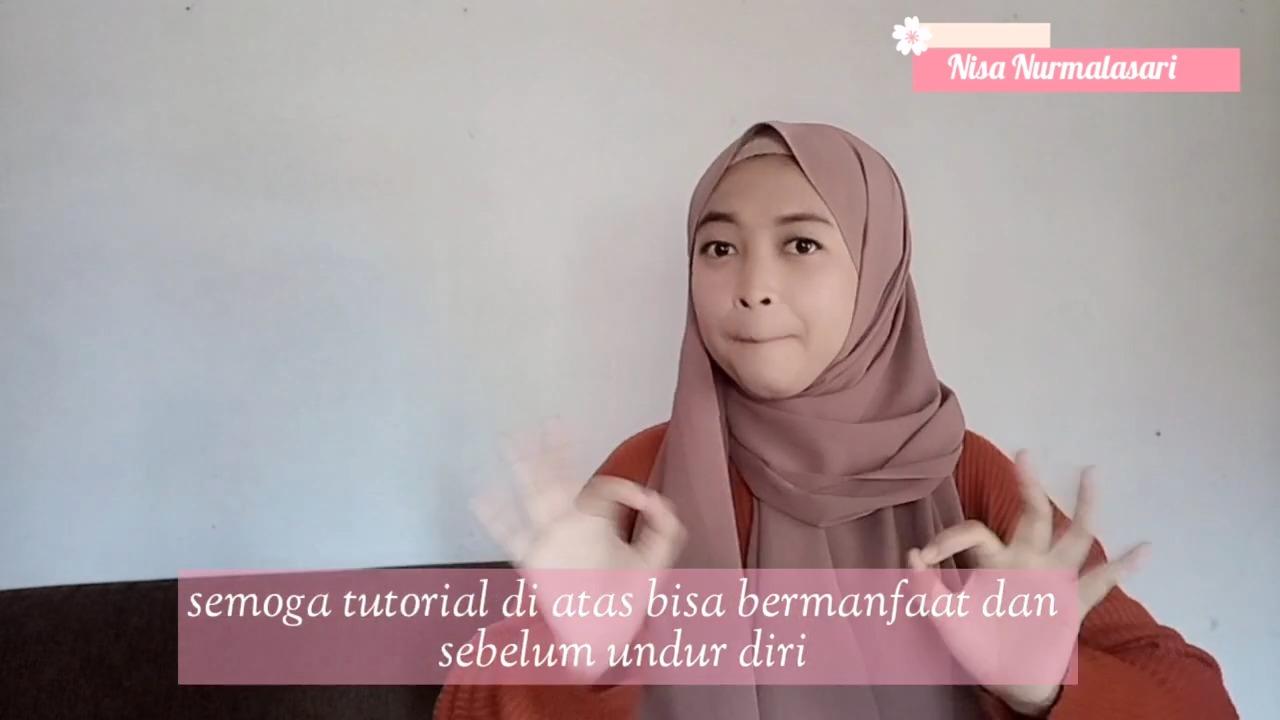 Nisa Nurmalasari
semoga tutorial di atas bisa bermanfaat dan
sebelum undur diri